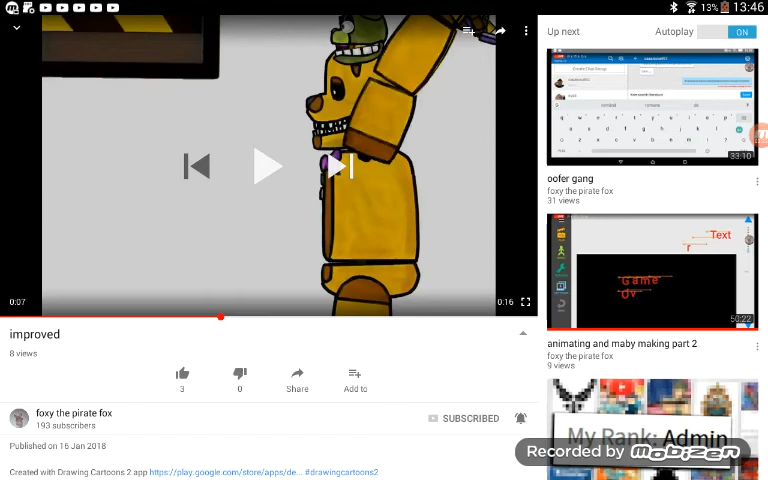 13% 13:46
Up next
Autoplay ON
33:10
oofer gang
foxy the pirate fox
31 views
0:07
0:16
Text
r
Game
Ov
50:22
improved
8 views
animating and maby making part 2
foxy the pirate fox
9 views
3
0
Share
Add to
foxy the pirate fox
193 subscribers
SUBSCRIBED
My Rank: Admin
Published on 16 Jan 2018
Recorded by mobizen
Created with Drawing Cartoons 2 app https://play.google.com/store/apps/de... #drawingcartoons2